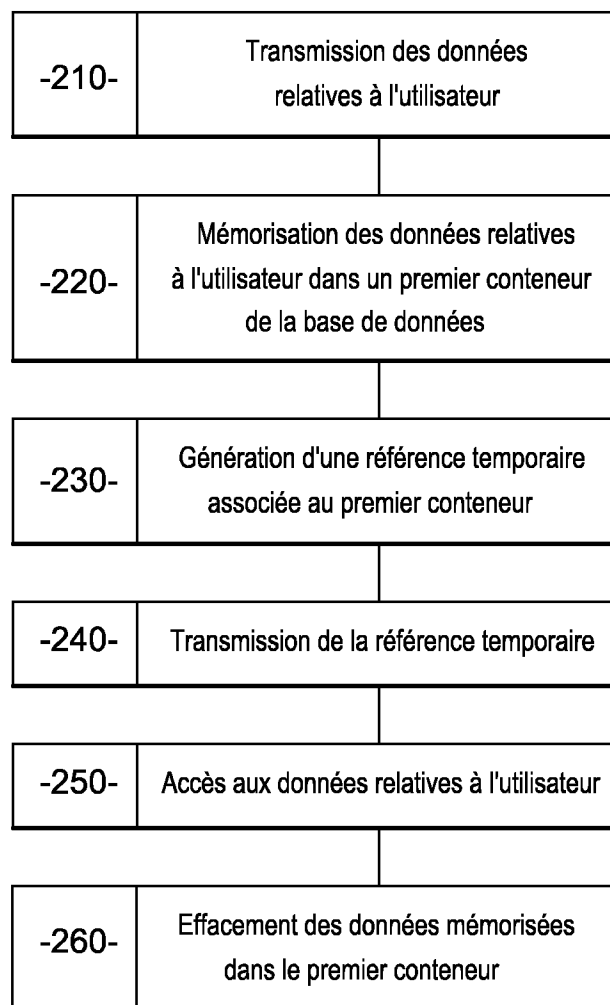 -210-
Transmission des données
relatives à l'utilisateur
-220-
Mémorisation des données relatives
à l'utilisateur dans un premier conteneur
de la base de données
-230-
Génération d'une référence temporaire
associée au premier conteneur
-240-
Transmission de la référence temporaire
-250-
Accès aux données relatives à l'utilisateur
-260-
Effacement des données mémorisées
dans le premier conteneur